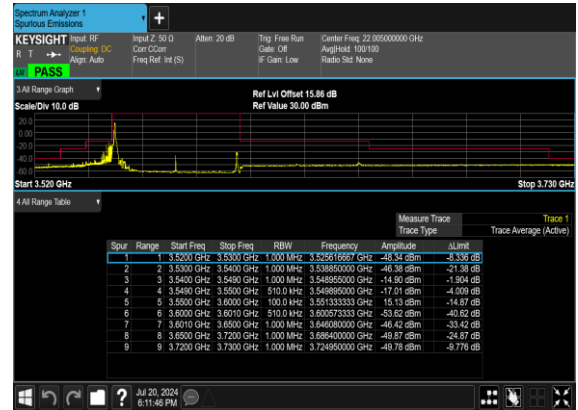 Spectrum Analyzer 1
Spurious Emissions
+
KEYSIGHT Input: RF Input Z: 50 Ω Atten: 20 dB Trig: Free Run Center Freq: 22.005000000 GHz
R T Coupling: DC Corr CCorr Gate: Off Avg|Hold: 100/100
Align: Auto Freq Ref: Int (S) IF Gain: Low Radio Std: None
PASS
3 All Range Graph
Ref Lvl Offset 15.86 dB
Scale/Div 10.0 dB Ref Value 30.00 dBm
20.0
0.00
-20.0
-40.0
-60.0
Start 3.520 GHz Stop 3.730 GHz
4 All Range Table
Measure Trace Trace 1
Trace Type Trace Average (Active)
Spur Range Start Freq Stop Freq RBW Frequency Amplitude ΔLimit
1 1 3.5200 GHz 3.5300 GHz 1.000 MHz 3.525616667 GHz -48.34 dBm -8.336 dB
2 2 3.5300 GHz 3.5400 GHz 1.000 MHz 3.538850000 GHz -46.38 dBm -21.38 dB
3 3 3.5400 GHz 3.5490 GHz 1.000 MHz 3.548955000 GHz -14.90 dBm -1.904 dB
4 4 3.5490 GHz 3.5500 GHz 510.0 kHz 3.549895000 GHz -17.01 dBm -4.009 dB
5 5 3.5500 GHz 3.6000 GHz 100.0 kHz 3.551333333 GHz 15.13 dBm -14.87 dB
6 6 3.6000 GHz 3.6010 GHz 510.0 kHz 3.600573333 GHz -53.62 dBm -40.62 dB
7 7 3.6010 GHz 3.6500 GHz 1.000 MHz 3.646080000 GHz -46.42 dBm -33.42 dB
8 8 3.6500 GHz 3.7200 GHz 1.000 MHz 3.686400000 GHz -49.87 dBm -24.87 dB
9 9 3.7200 GHz 3.7300 GHz 1.000 MHz 3.724950000 GHz -49.78 dBm -9.776 dB
? Jul 20, 2024
6:11:46 PM